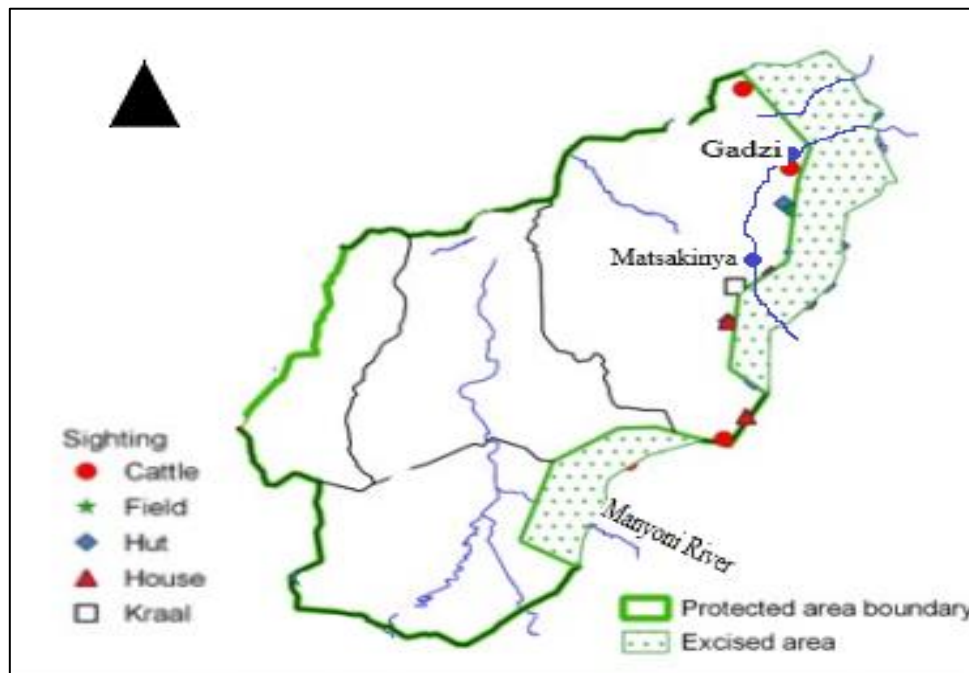 Gadzi
Matsakinya
Sighting
Cattle
Field
Hut
House
Kraal
Manyoni River
Protected area boundary
Excised area